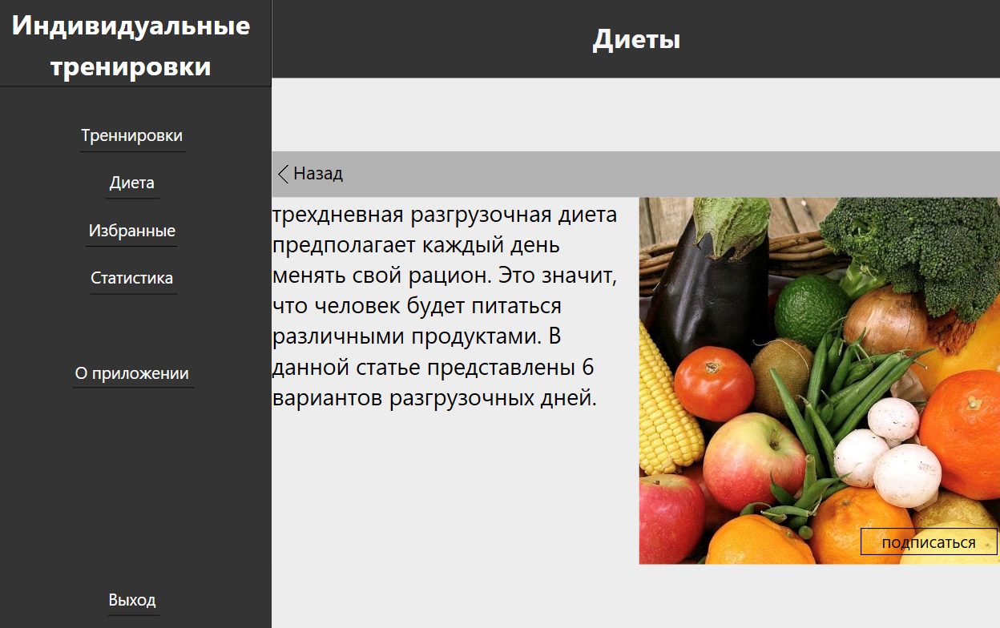 Индивидуальные
тренировки
Треннировки
Диета
Избранные
Статистика
О приложении
Выход
Диеты
Назад
трехдневная разгрузочная диета
предполагает каждый день
менять свой рацион. Это значит,
что человек будет питаться
различными продуктами. В
данной статье представлены 6
вариантов разгрузочных дней.
подписаться